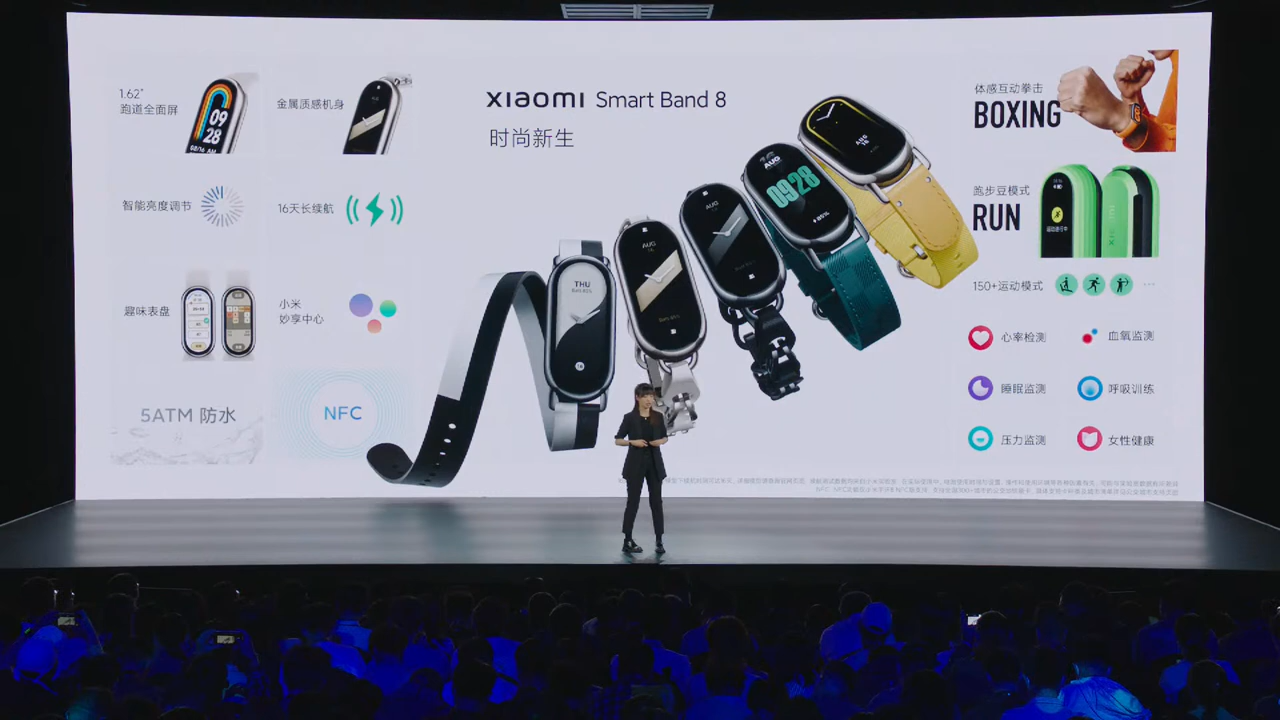 xiaomi Smart Band 8
时尚新生
1.62"
跑道全面屏
09
28
金属质感机身
智能亮度调节
16天长续航
趣味表盘
小米
妙享中心
5ATM 防水
NFC
THU
AUG
AUG
AUG
09:28
AUG
体感互动拳击
BOXING
跑步豆模式
RUN
150+运动模式
心率检测
血氧监测
睡眠监测
呼吸训练
压力监测
女性健康